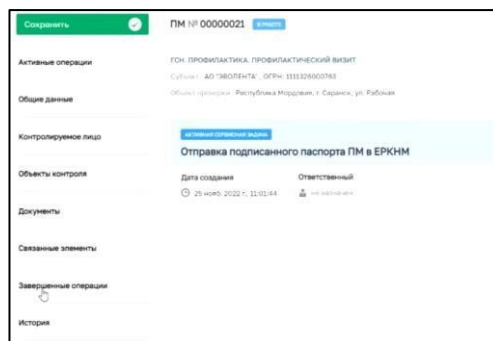 Сохранить
Активные операции
Общие данные
Контролируемое лицо
Объекты контроля
Документы
Связанные элементы
Завершенные операции
История
ПМ № 00000021 В РАБОТЕ
ГСН. ПРОФИЛАКТИКА. ПРОФИЛАКТИЧЕСКИЙ ВИЗИТ
Субъект: АО "ЭВОЛЕНТА", ОГРН: 1111326000763
Объект проверки: Республика Мордовия, г. Саранск, ул. Рабочая
АКТИВНАЯ СЕРВИСНАЯ ЗАДАЧА
Отправка подписанного паспорта ПМ в ЕРКНМ
Дата создания Ответственный
25 нояб. 2022 г., 11:01:44 не назначен